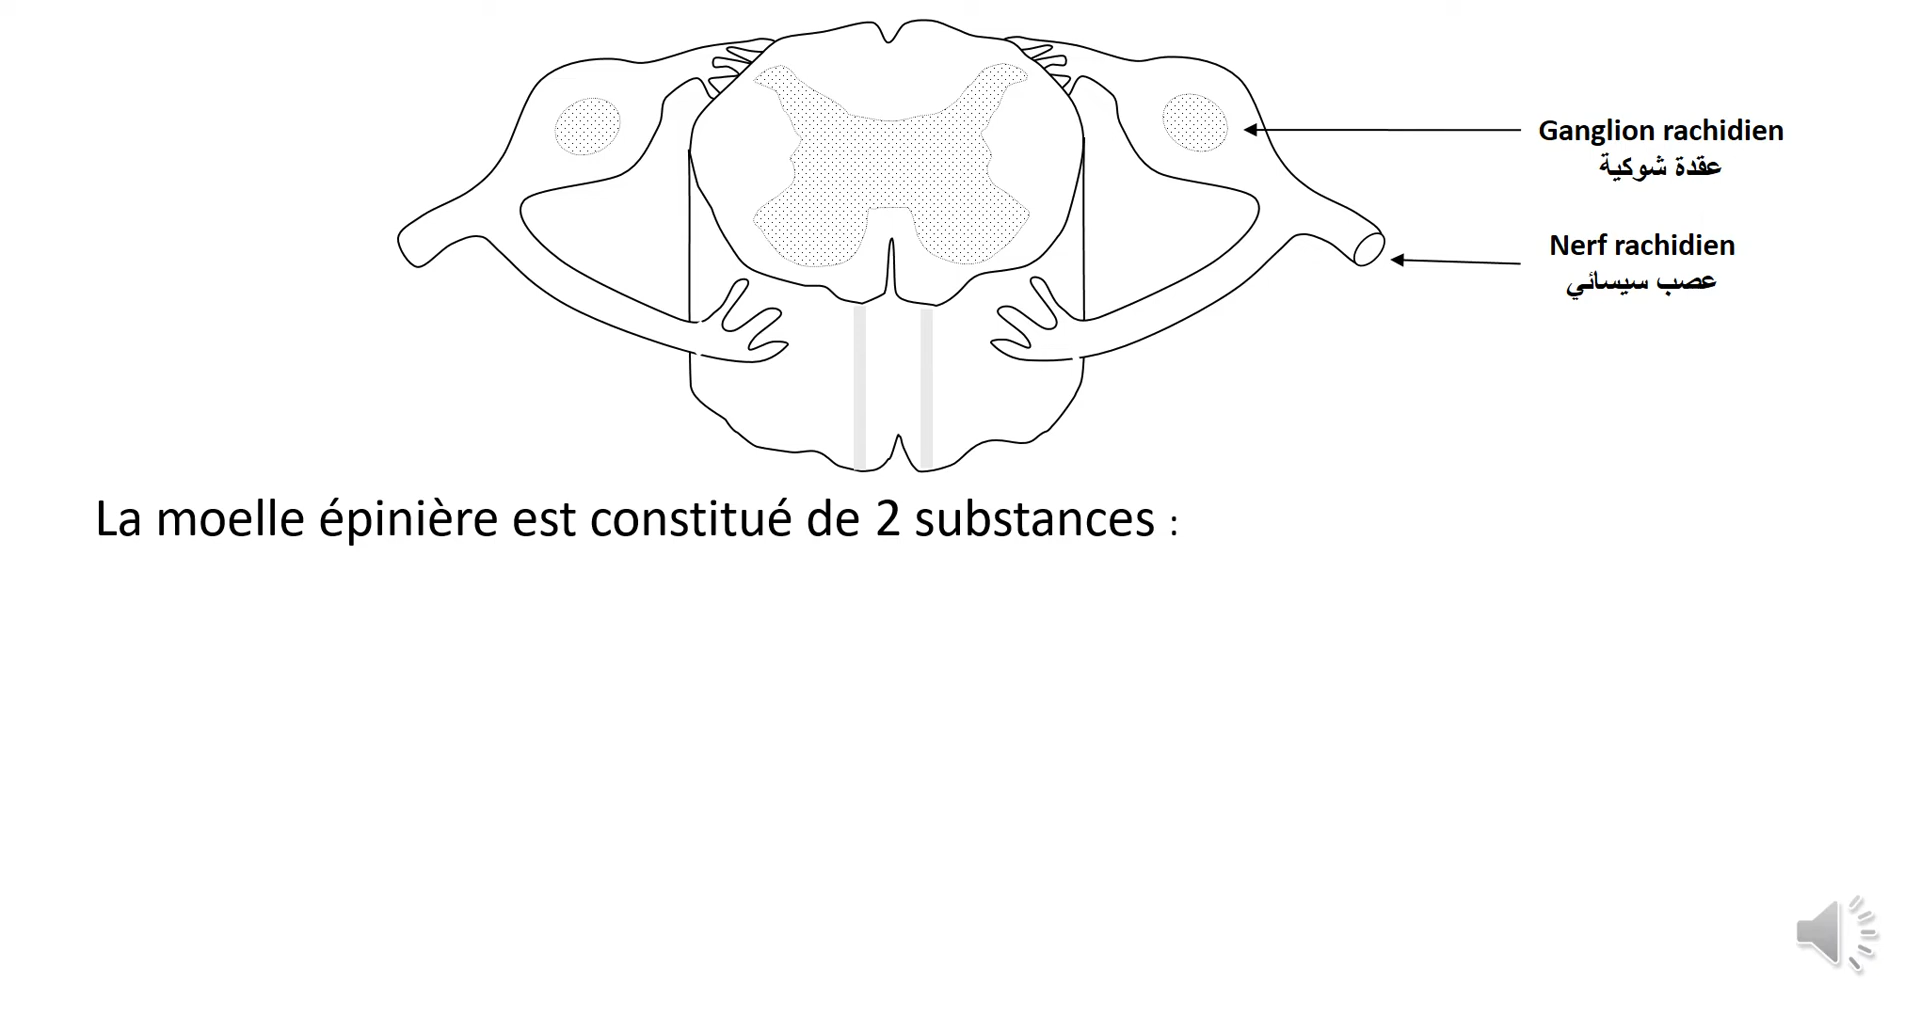 Ganglion rachidien
عقدة شوكية
Nerf rachidien
عصب سيسائي
La moelle épinière est constitué de 2 substances :